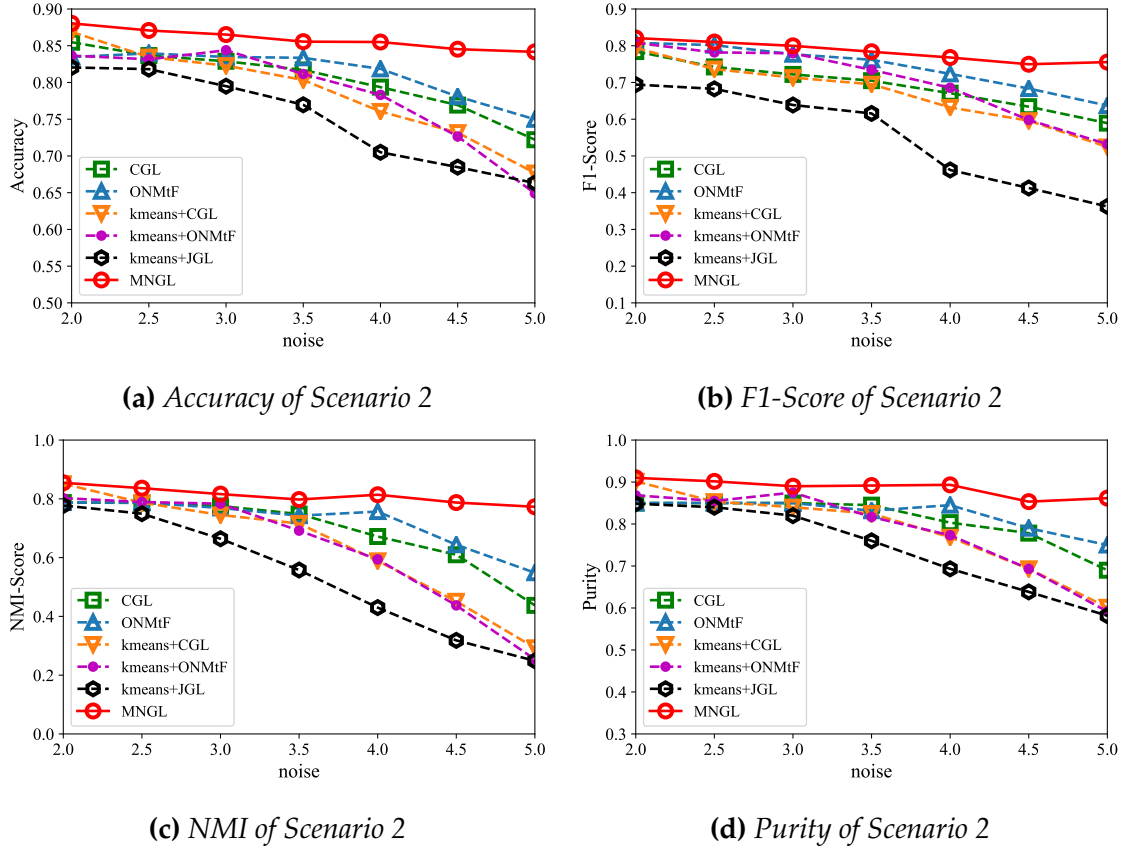 0.90
0.85
0.80
0.75
0.70
0.65
0.60
0.55
0.50
Accuracy
CGL
ONMtF
kmeans+CGL
kmeans+ONMtF
kmeans+JGL
MNGL
2.0 2.5 3.0 3.5 4.0 4.5 5.0
noise
(a) Accuracy of Scenario 2
0.9
0.8
0.7
0.6
0.5
0.4
0.3
0.2
0.1
F1-Score
CGL
ONMtF
kmeans+CGL
kmeans+ONMtF
kmeans+JGL
MNGL
2.0 2.5 3.0 3.5 4.0 4.5 5.0
noise
(b) F1-Score of Scenario 2
1.0
0.8
0.6
0.4
0.2
0.0
NMI-Score
CGL
ONMtF
kmeans+CGL
kmeans+ONMtF
kmeans+JGL
MNGL
2.0 2.5 3.0 3.5 4.0 4.5 5.0
noise
(c) NMI of Scenario 2
1.0
0.9
0.8
0.7
0.6
0.5
0.4
0.3
Purity
CGL
ONMtF
kmeans+CGL
kmeans+ONMtF
kmeans+JGL
MNGL
2.0 2.5 3.0 3.5 4.0 4.5 5.0
noise
(d) Purity of Scenario 2